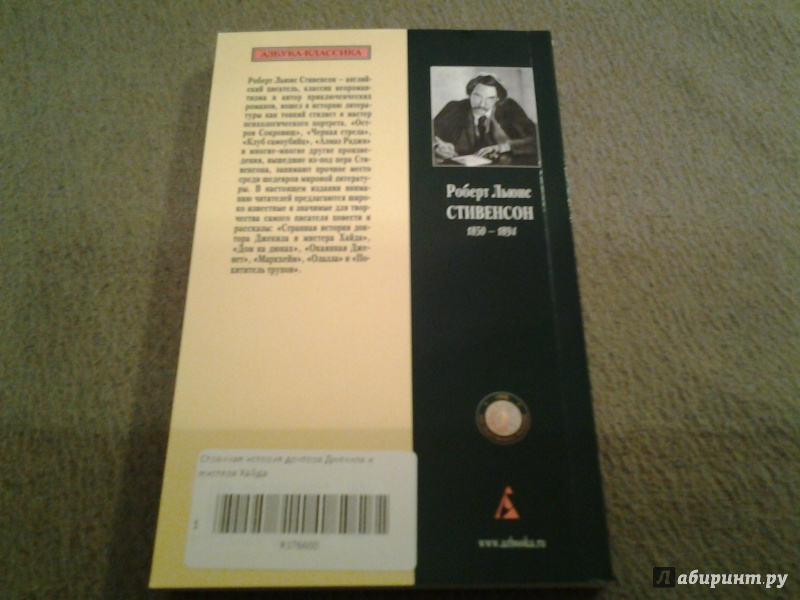 АЗБУКА-КЛАССИКА
Роберт Льюис Стивенсон – англий-
ский писатель, классик неороман-
тизма и автор приключенческих
романов, вошел в историю литера-
туры как тонкий стилист и мастер
психологического портрета. «Ост-
ров Сокровищ», «Черная стрела»,
«Клуб самоубийц», «Алмаз Раджи»
и многие-многие другие произве-
дения, вышедшие из-под пера Сти-
венсона, занимают прочное место
среди шедевров мировой литерату-
ры. В настоящем издании внима-
нию читателей предлагаются широ-
ко известные и значимые для твор-
чества самого писателя повести и
рассказы: «Странная история док-
тора Джекила и мистера Хайда»,
«Дом на дюнах», «Окаянная Дже-
нет», «Маркхейм», «Олалла» и «По-
хититель трупов».
Роберт Льюис
СТИВЕНСОН
1850 – 1894
Странная история доктора Джекила и
мистера Хайда
1
R376600
www.azbooka.ru
Лабиринт.ру